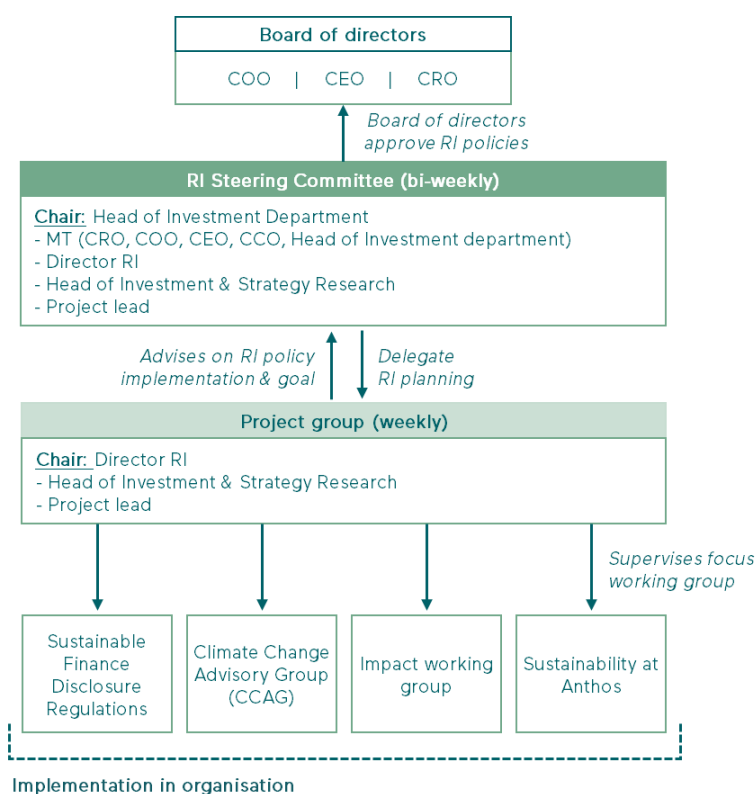 Board of directors
COO | CEO | CRO
Board of directors
approve RI policies
RI Steering Committee (bi-weekly)
Chair: Head of Investment Department
- MT (CRO, COO, CEO, CCO, Head of Investment department)
- Director RI
- Head of Investment & Strategy Research
- Project lead
Advises on RI policy
implementation & goal
Delegate
RI planning
Project group (weekly)
Chair: Director RI
- Head of Investment & Strategy Research
- Project lead
Supervises focus
working group
Sustainable
Finance
Disclosure
Regulations
Climate Change
Advisory Group
(CCAG)
Impact working
group
Sustainability at
Anthos
Implementation in organisation